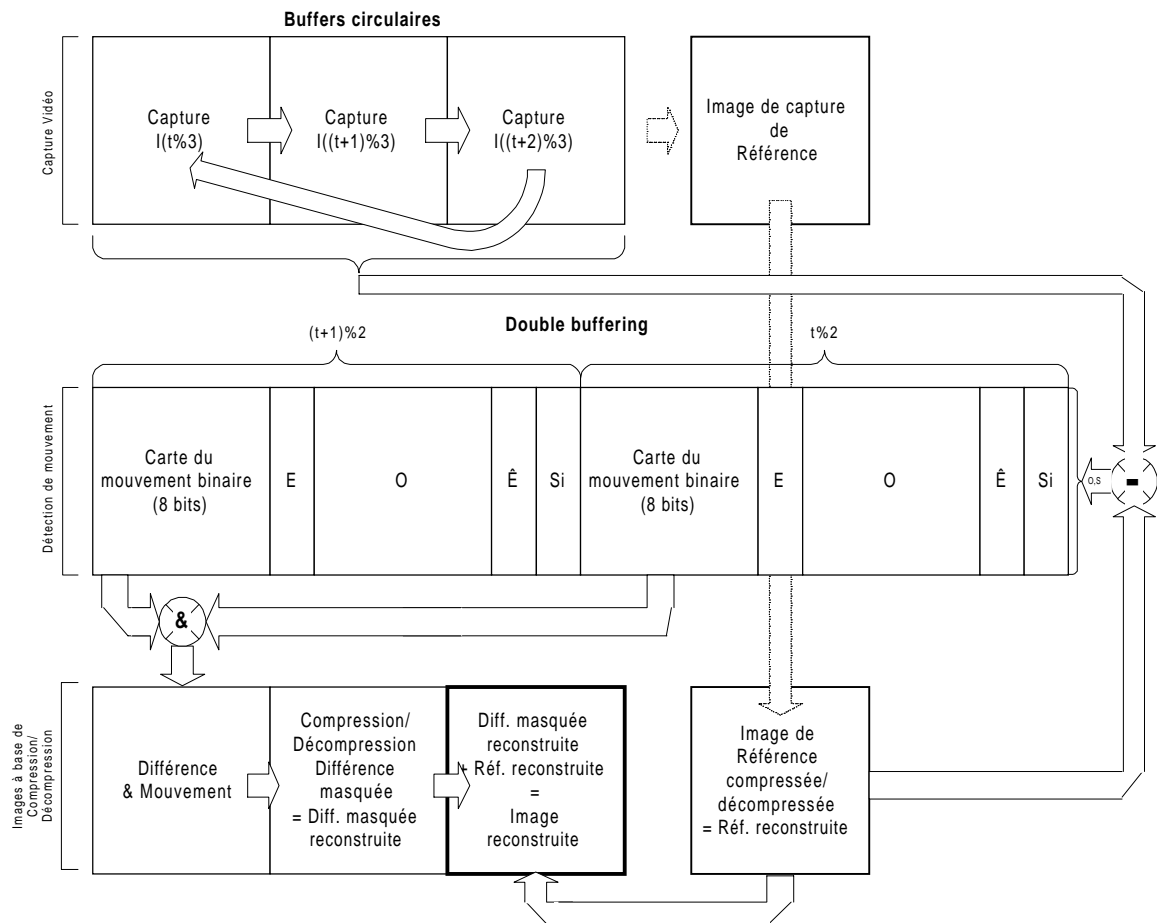 Buffers circulaires
Capture Vidéo
Capture
I(t%3)
Capture
I((t+1)%3)
Capture
I((t+2)%3)
Image de capture
de
Référence
Double buffering
(t+1)%2
t%2
Détection de mouvement
Carte du
mouvement binaire
(8 bits)
E
O
Ê
Si
Carte du
mouvement binaire
(8 bits)
E
O
Ê
Si
O,S
-
&
Images à base de
Compression/
Décompression
Différence
& Mouvement
Compression/
Décompression
Différence
masquée
= Diff. masquée
reconstruite
Diff. masquée
reconstruite
+ Réf. reconstruite
=
Image
reconstruite
Image de
Référence
compressée/
décompressée
= Réf. reconstruite